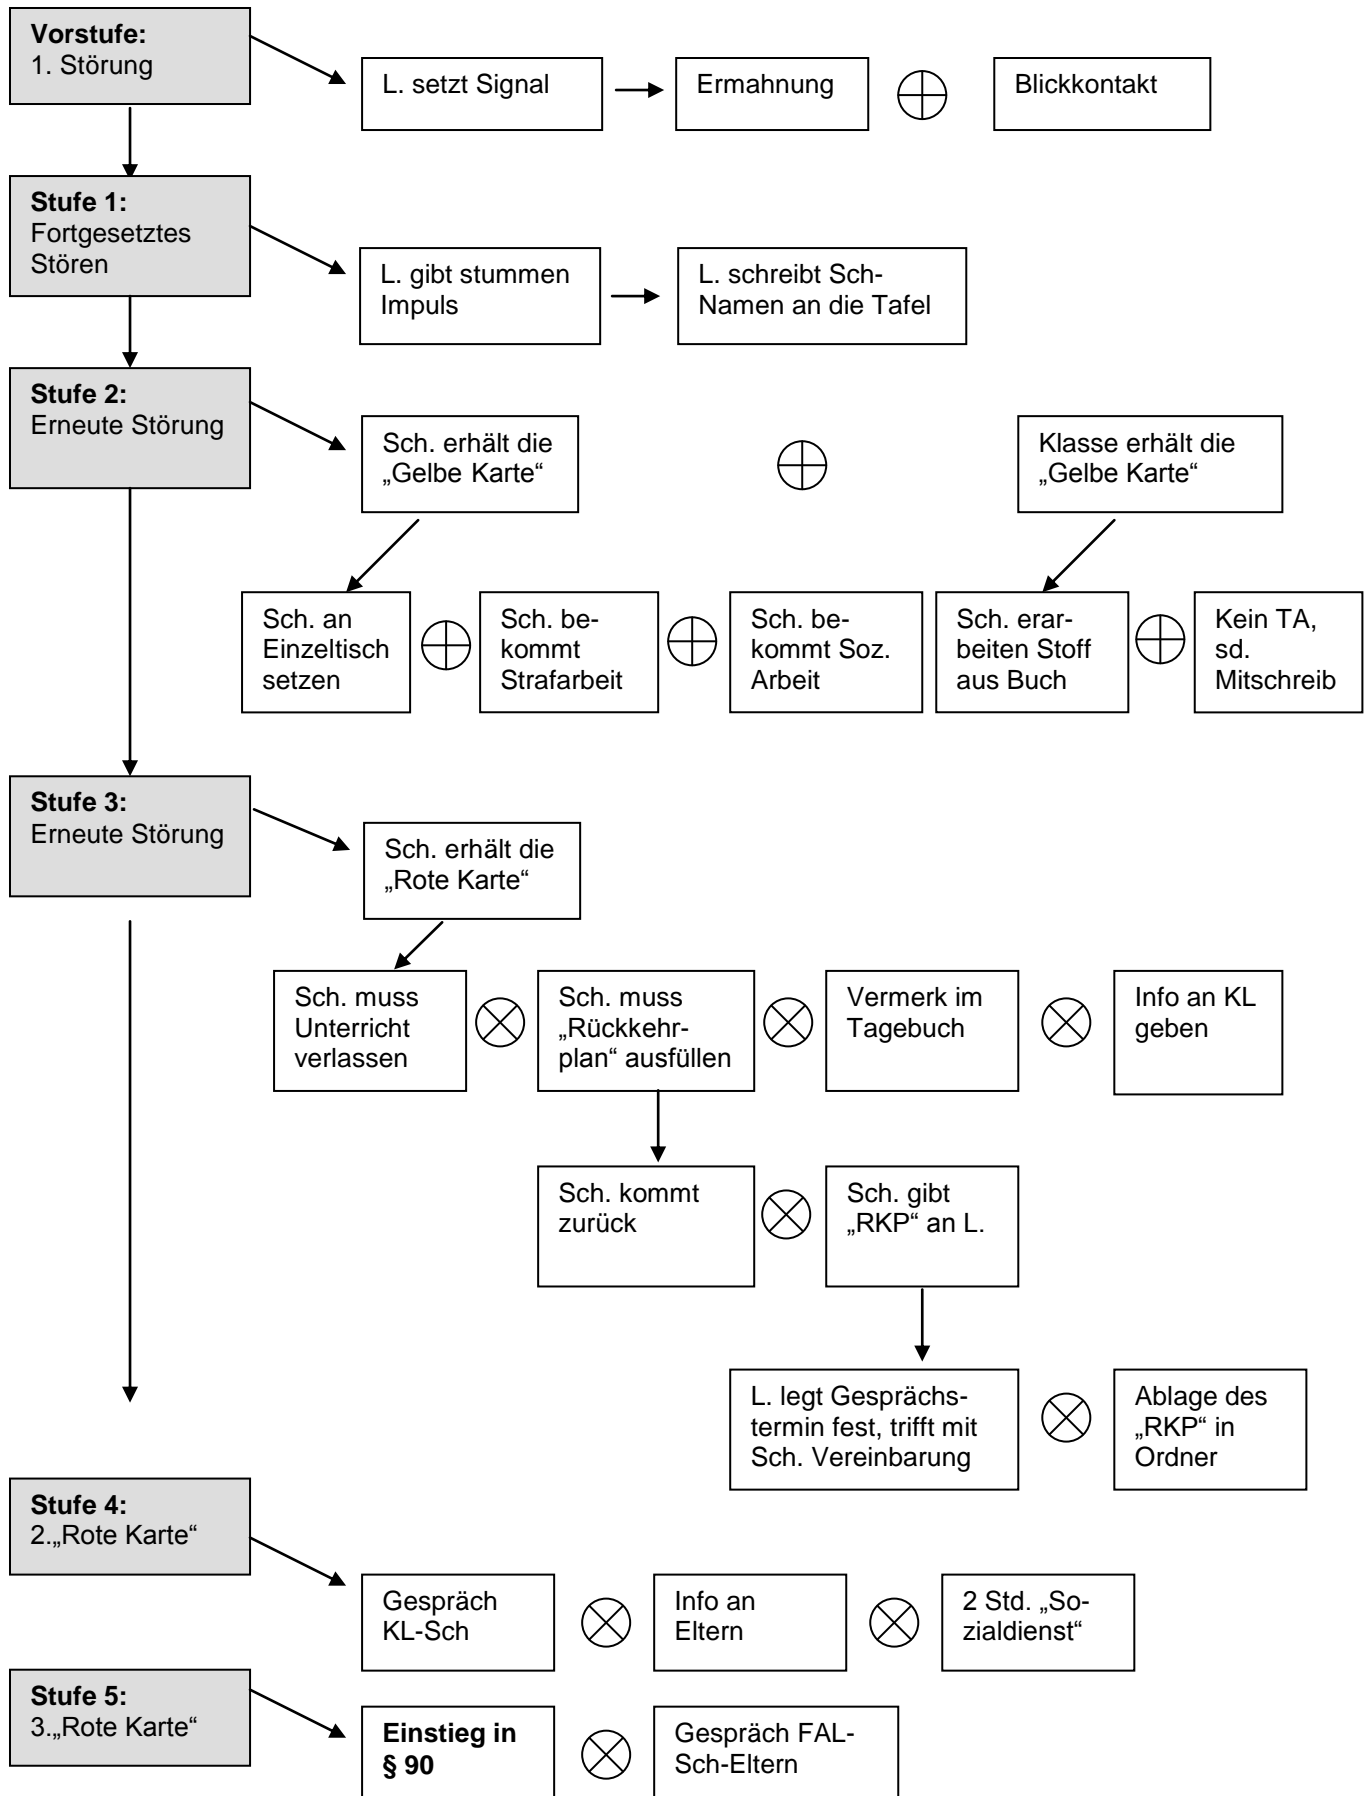 Vorstufe:
1. Störung
L. setzt Signal
Ermahnung
Blickkontakt
Stufe 1:
Fortgesetztes
Stören
L. gibt stummen
Impuls
L. schreibt Sch-
Namen an die Tafel
Stufe 2:
Erneute Störung
Sch. erhält die
„Gelbe Karte“
Klasse erhält die
„Gelbe Karte“
Sch. an
Einzeltisch
setzen
Sch. be-
kommt
Strafarbeit
Sch. be-
kommt Soz.
Arbeit
Sch. erar-
beiten Stoff
aus Buch
Kein TA,
sd.
Mitschreib
Stufe 3:
Erneute Störung
Sch. erhält die
„Rote Karte“
Sch. muss
Unterricht
verlassen
Sch. muss
„Rückkehr-
plan“ ausfüllen
Vermerk im
Tagebuch
Info an KL
geben
Sch. kommt
zurück
Sch. gibt
„RKP“ an L.
L. legt Gesprächs-
termin fest, trifft mit
Sch. Vereinbarung
Ablage des
„RKP“ in
Ordner
Stufe 4:
2.„Rote Karte“
Gespräch
KL-Sch
Info an
Eltern
2 Std. „So-
zialdienst“
Stufe 5:
3.„Rote Karte“
Einstieg in
§ 90
Gespräch FAL-
Sch-Eltern